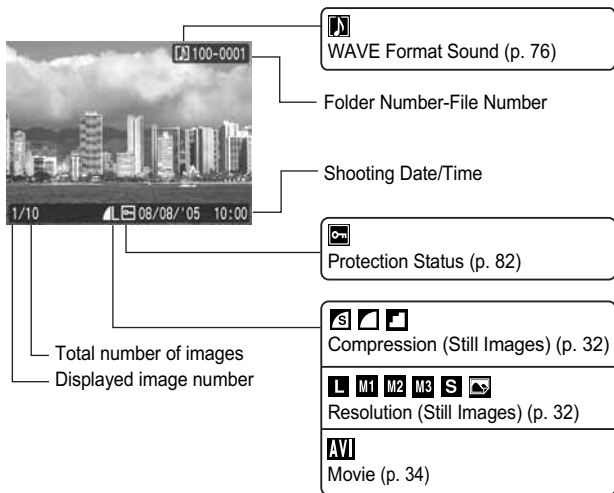 100-0001
WAVE Format Sound (p. 76)
Folder Number-File Number
Shooting Date/Time
1/10 L 08/08/'05 10:00
Protection Status (p. 82)
S
Compression (Still Images) (p. 32)
Total number of images
Displayed image number
L M1 M2 M3 S
Resolution (Still Images) (p. 32)
AVI
Movie (p. 34)